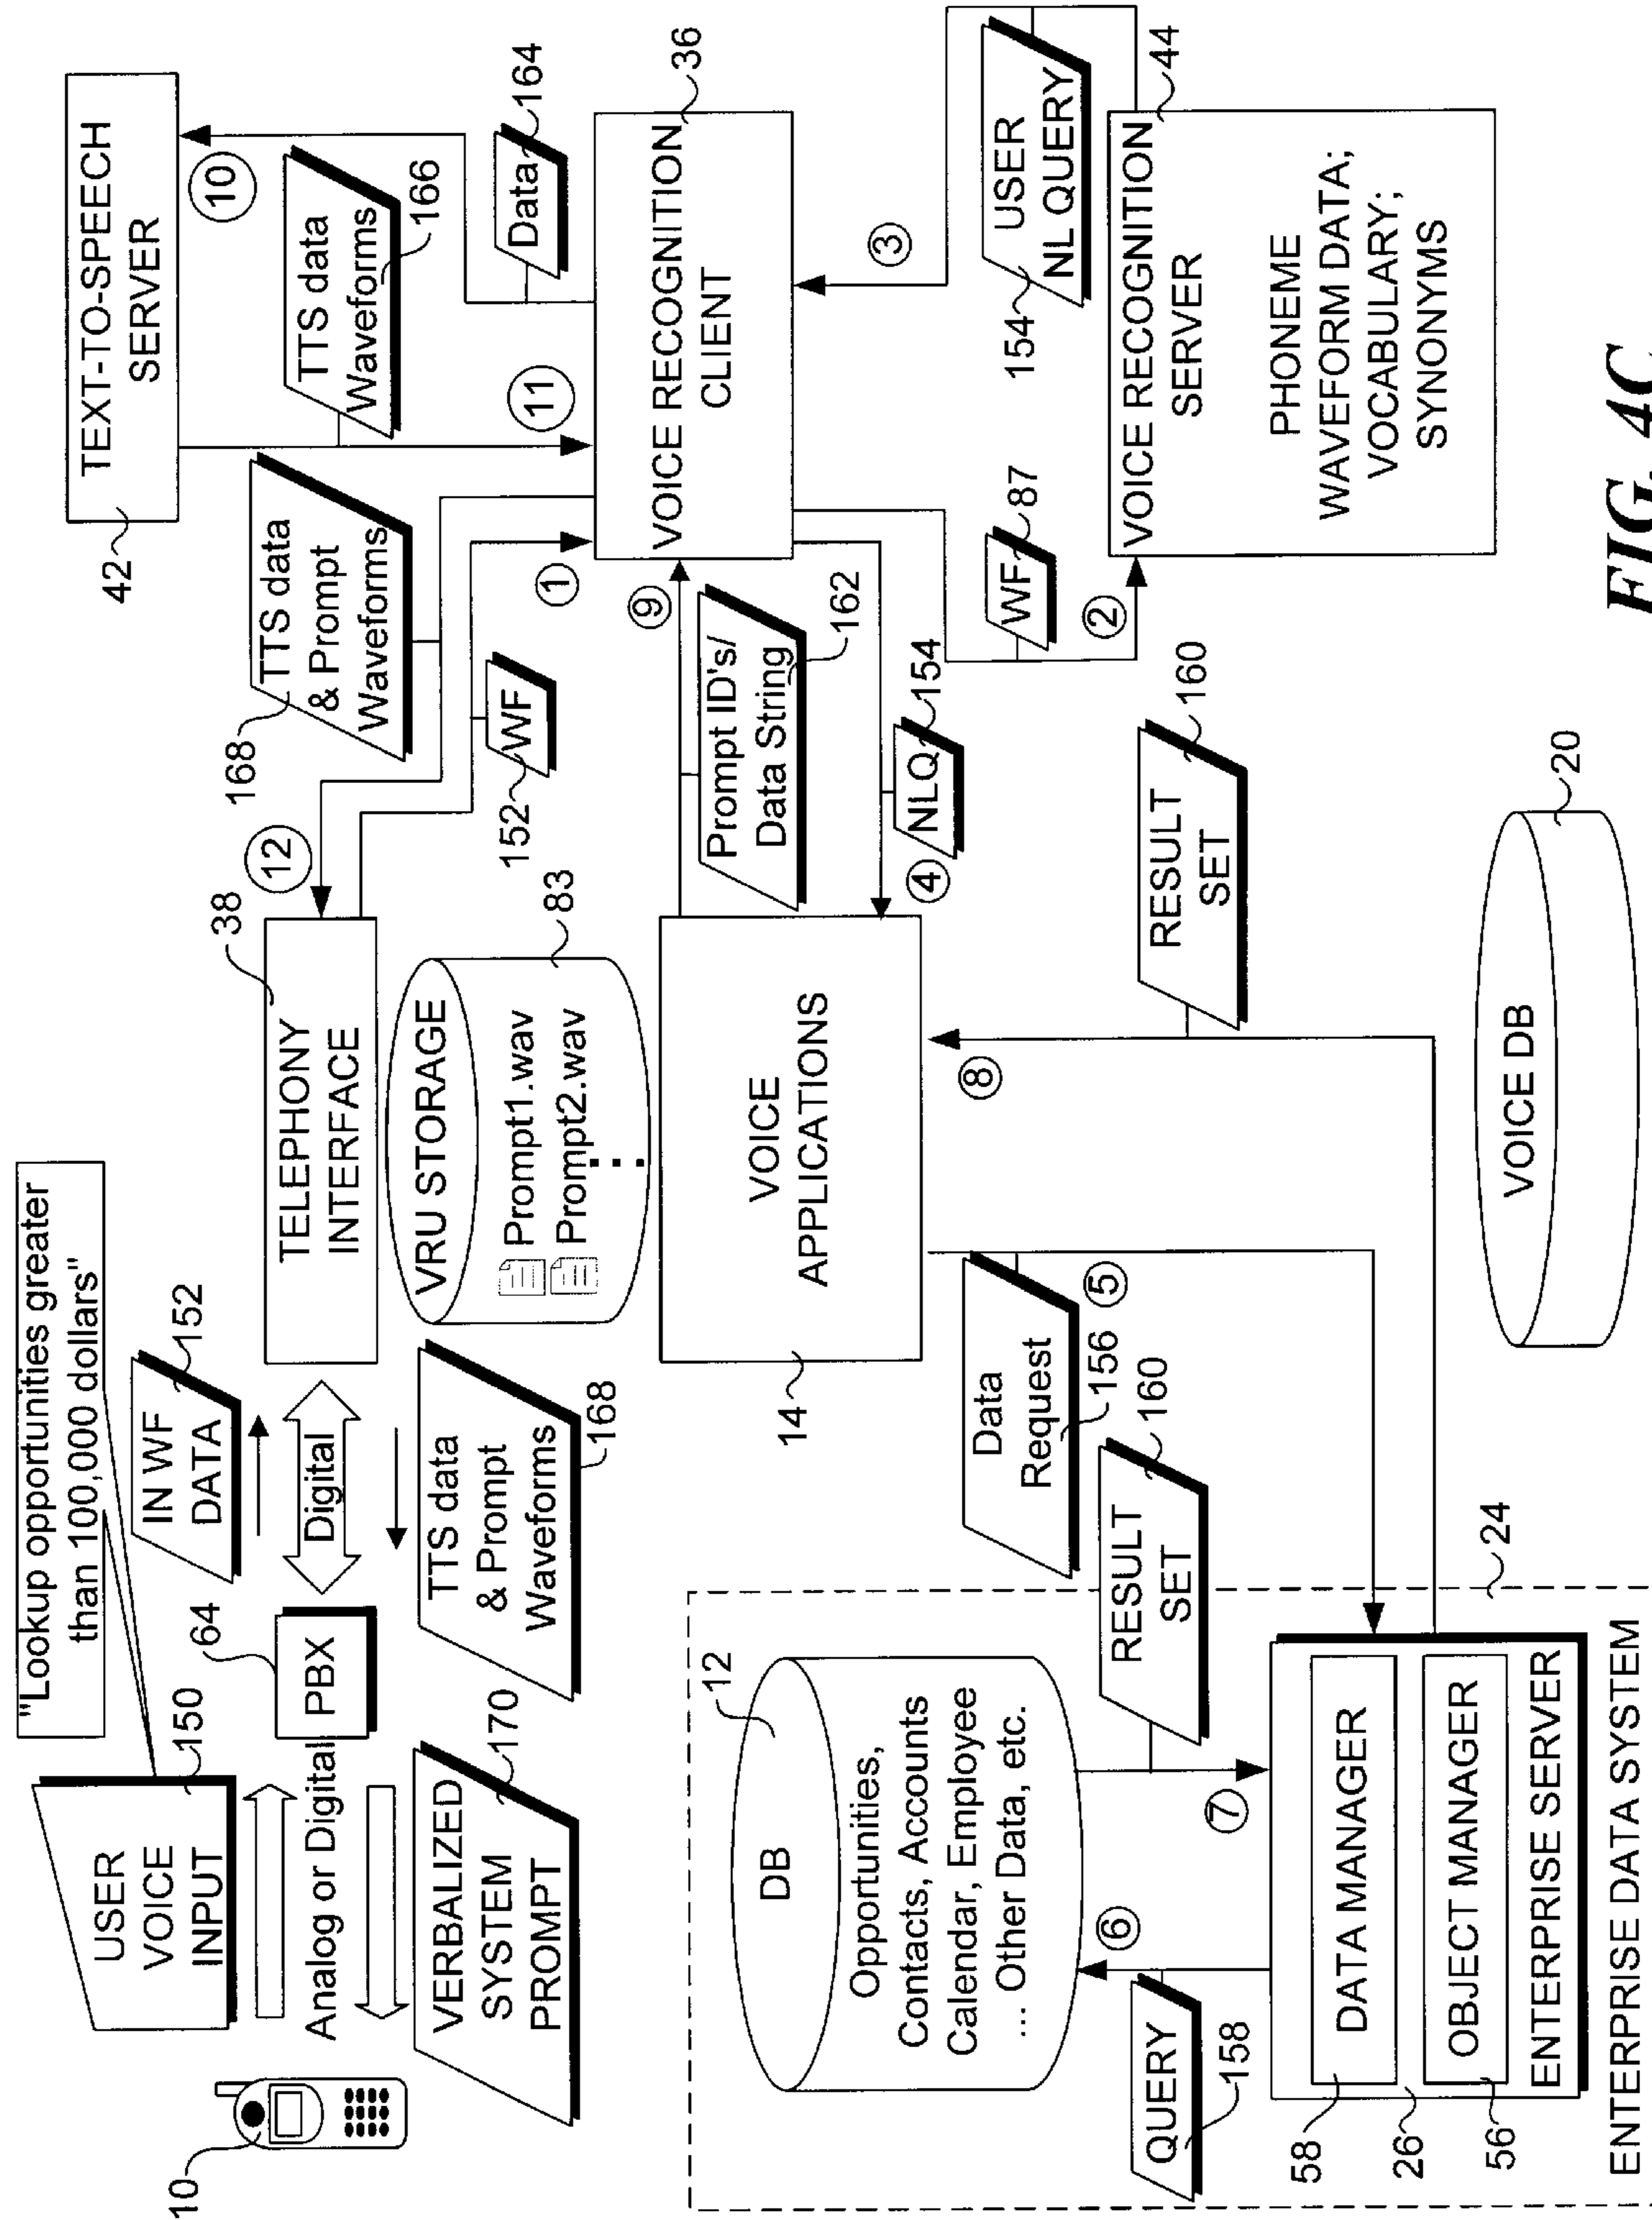 "Lookup opportunities greater
than 100,000 dollars"
USER
VOICE
INPUT
150
IN WF
DATA
152
10
Analog or Digital
64
PBX
Digital
38
TELEPHONY
INTERFACE
12
168
TTS data
& Prompt
Waveforms
152
WF
1
42
TEXT-TO-SPEECH
SERVER
10
TTS data
Waveforms
166
11
Data
164
VERBALIZED
SYSTEM
PROMPT
170
TTS data
& Prompt
Waveforms
168
VRU STORAGE
Prompt1.wav
Prompt2.wav
83
9
Prompt ID's/
Data String
162
VOICE RECOGNITION
CLIENT
36
14
VOICE
APPLICATIONS
4
NLQ
154
WF
87
2
3
154
USER
NL QUERY
12
DB
Opportunities,
Contacts, Accounts
Calendar, Employee
... Other Data, etc.
Data
Request
156
5
RESULT
SET
160
8
RESULT
SET
160
VOICE RECOGNITION
SERVER
PHONEME
WAVEFORM DATA;
VOCABULARY;
SYNONYMS
44
QUERY
158
6
7
58
DATA MANAGER
26
56
OBJECT MANAGER
ENTERPRISE SERVER
24
ENTERPRISE DATA SYSTEM
VOICE DB
20
FIG. 4C